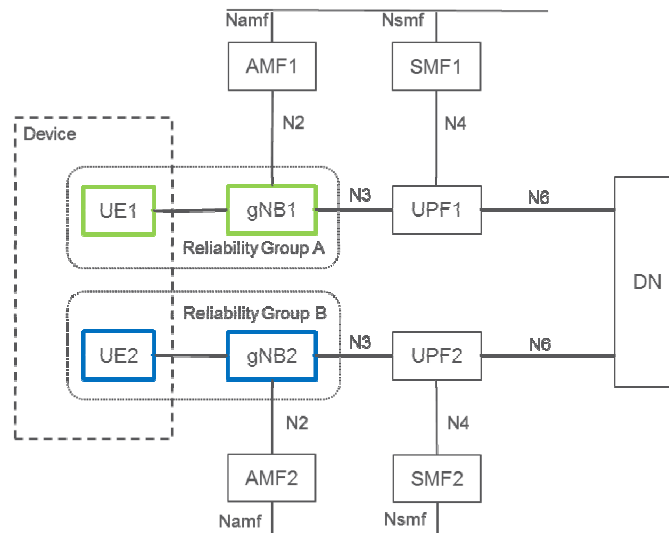 Namf
Nsmf
AMF1
SMF1
N2
N4
Device
UE1
gNB1
N3
UPF1
N6
Reliability Group A
DN
Reliability Group B
UE2
gNB2
N3
UPF2
N6
N2
N4
AMF2
SMF2
Namf
Nsmf